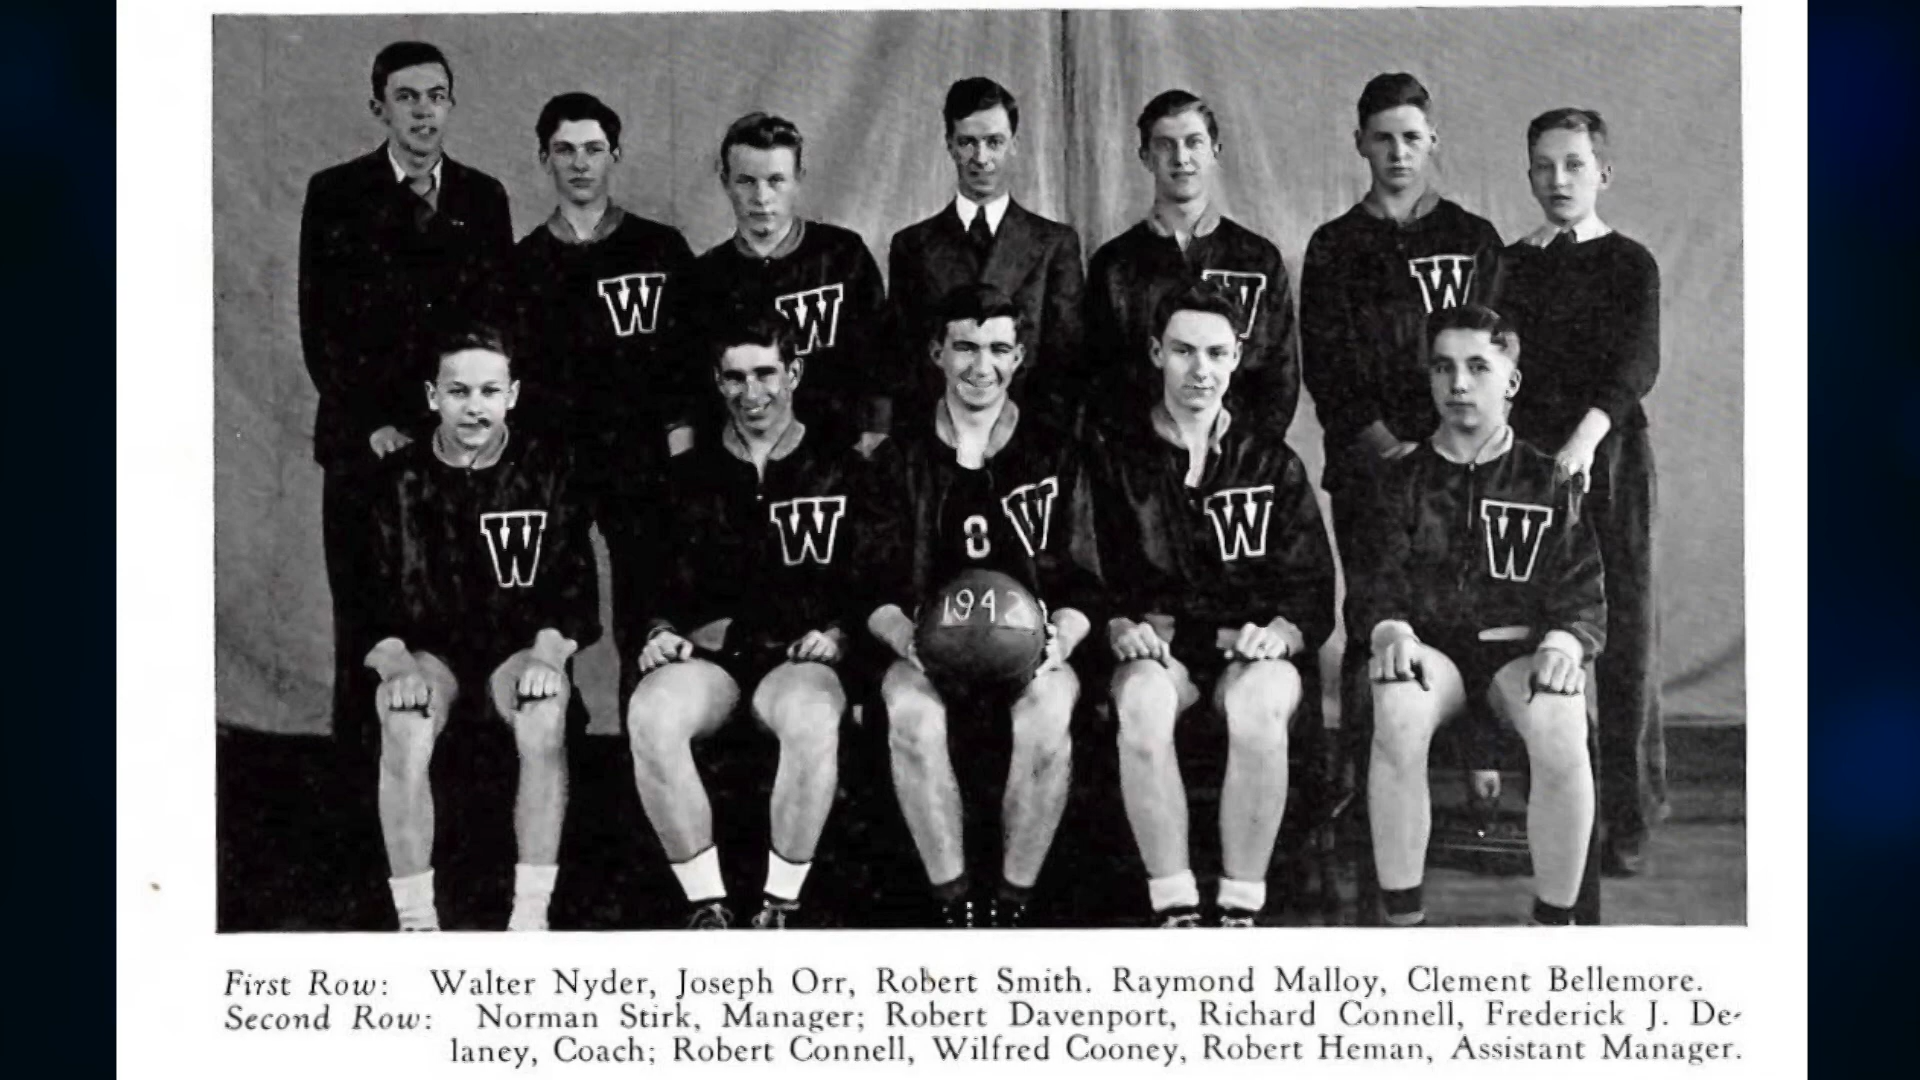 W
W
W
W
W
W
W
8
W
W
W
1942
First Row: Walter Nyder, Joseph Orr, Robert Smith. Raymond Malloy, Clement Bellemore.
Second Row: Norman Stirk, Manager; Robert Davenport, Richard Connell, Frederick J. De-
laney, Coach; Robert Connell, Wilfred Cooney, Robert Heman, Assistant Manager.